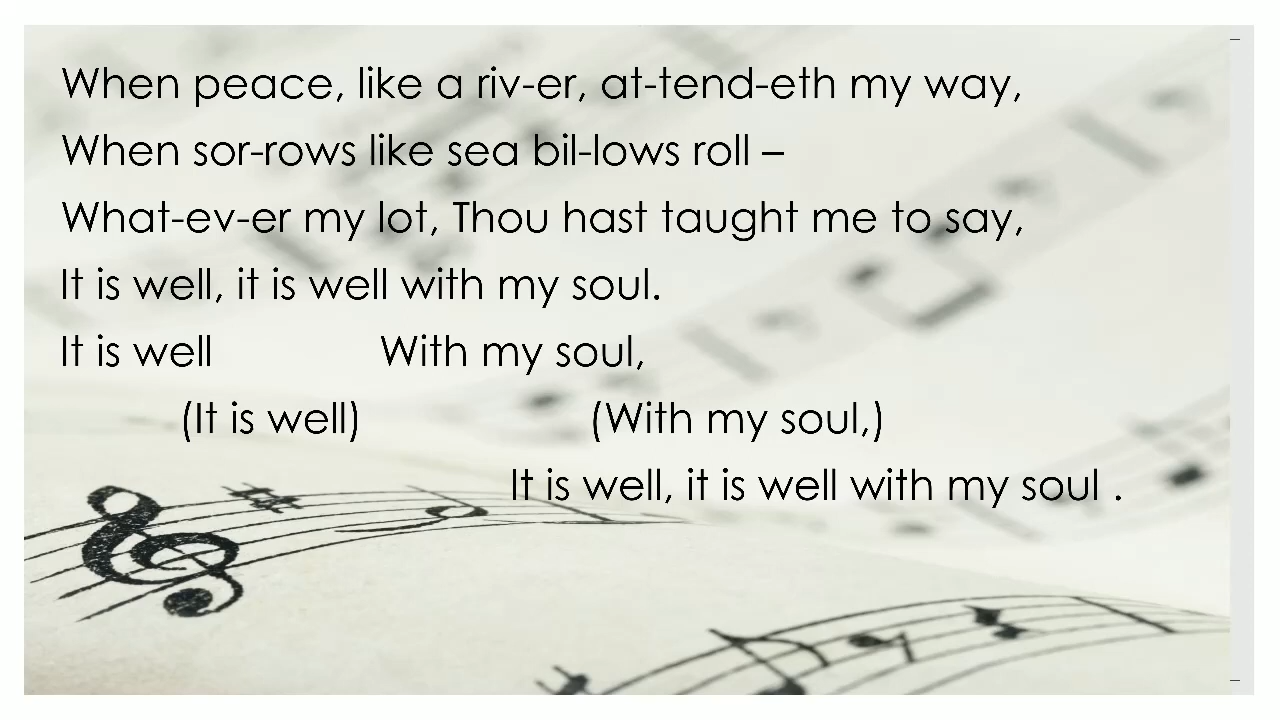 When peace, like a riv-er, at-tend-eth my way,
When sor-rows like sea bil-lows roll –
What-ev-er my lot, Thou hast taught me to say,
It is well, it is well with my soul.
It is well With my soul,
(It is well) (With my soul,)
It is well, it is well with my soul .